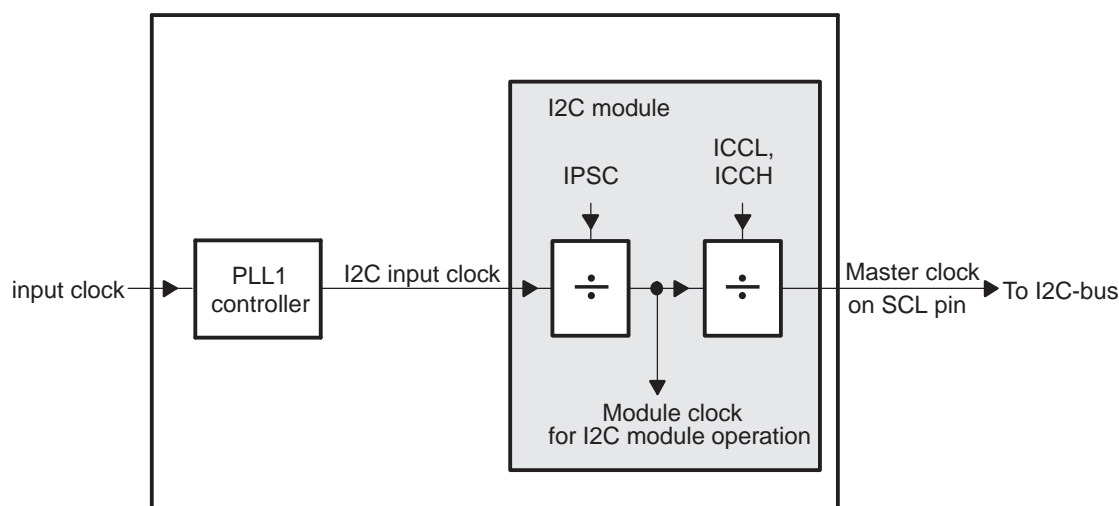 I2C module
ICCL,
ICCH
IPSC
input clock
PLL1
controller
I2C input clock
÷
÷
Master clock
on SCL pin
To I2C-bus
Module clock
for I2C module operation